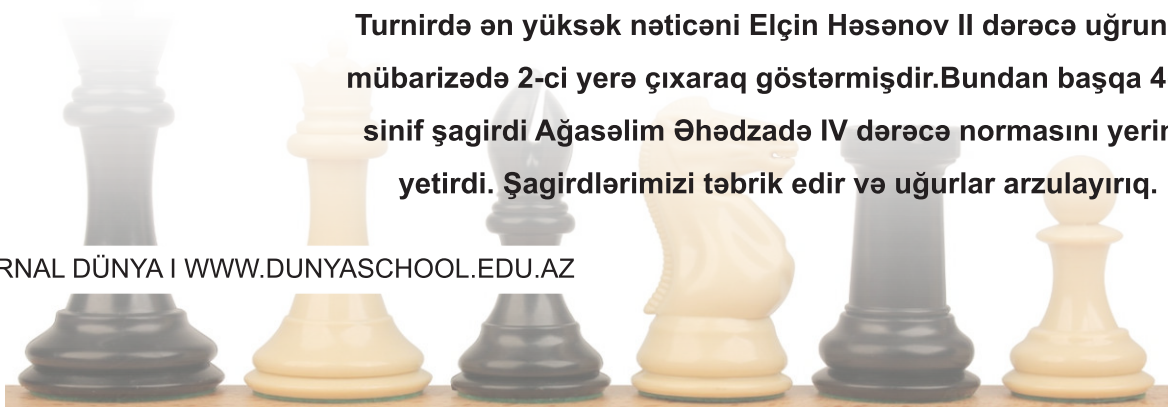 Turnirdə ən yüksək nəticəni Elçin Həsənov II dərəcə uğrun
mübarizədə 2-ci yerə çıxaraq göstərmişdir.Bundan başqa 4
sinif şagirdi Ağasəlim Əhədzadə IV dərəcə normasını yerin
yetirdi. Şagirdlərimizi təbrik edir və uğurlar arzulayırıq.
RNAL DÜNYA I WWW.DUNYASCHOOL.EDU.AZ